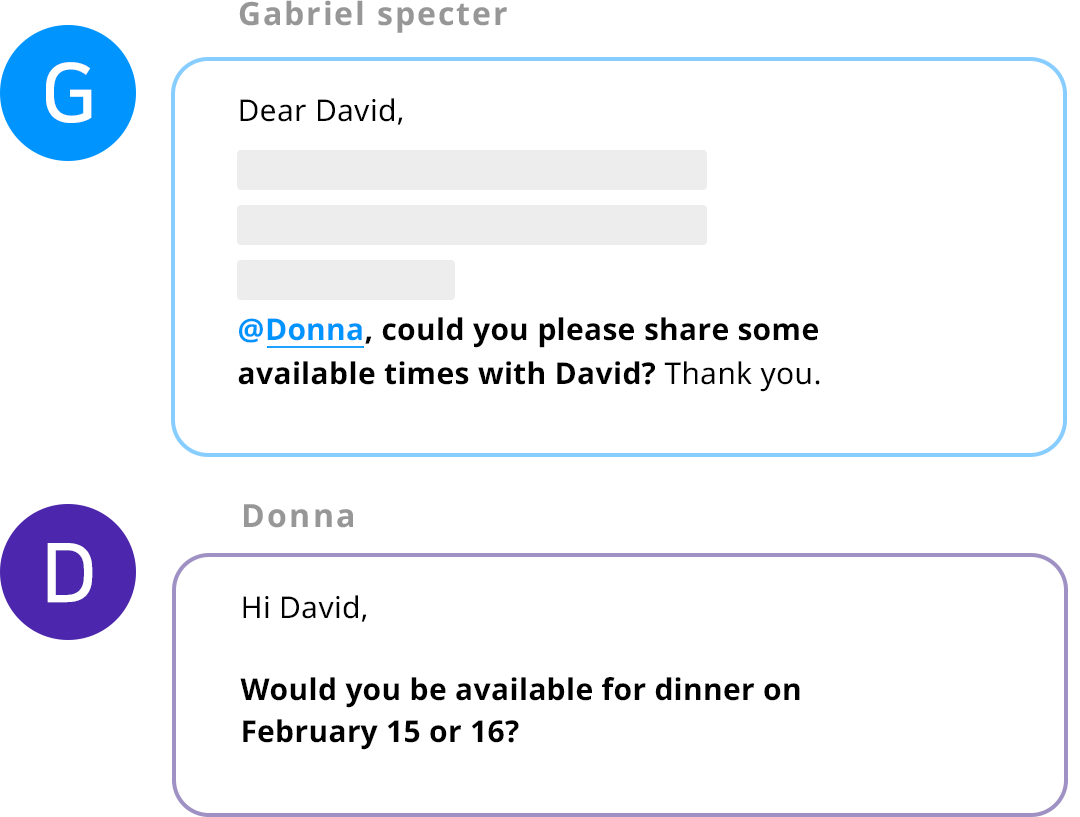 Gabriel specter
G
Dear David,
@Donna, could you please share some
available times with David? Thank you.
Donna
D
Hi David,
Would you be available for dinner on
February 15 or 16?